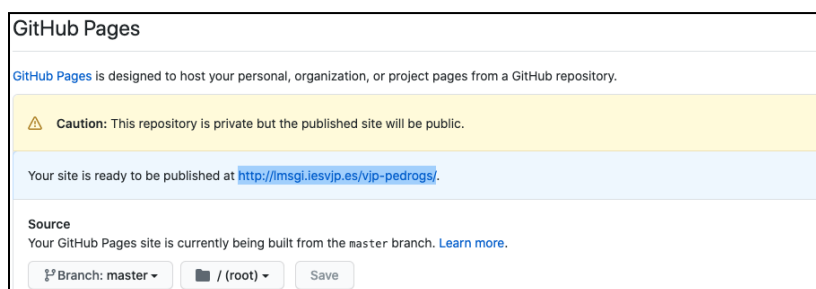 GitHub Pages
GitHub Pages is designed to host your personal, organization, or project pages from a GitHub repository.
Caution: This repository is private but the published site will be public.
Your site is ready to be published at http://lmsgi.iesvjp.es/vjp-pedrogs/.
Source
Your GitHub Pages site is currently being built from the master branch. Learn more.
Branch: master / (root) Save